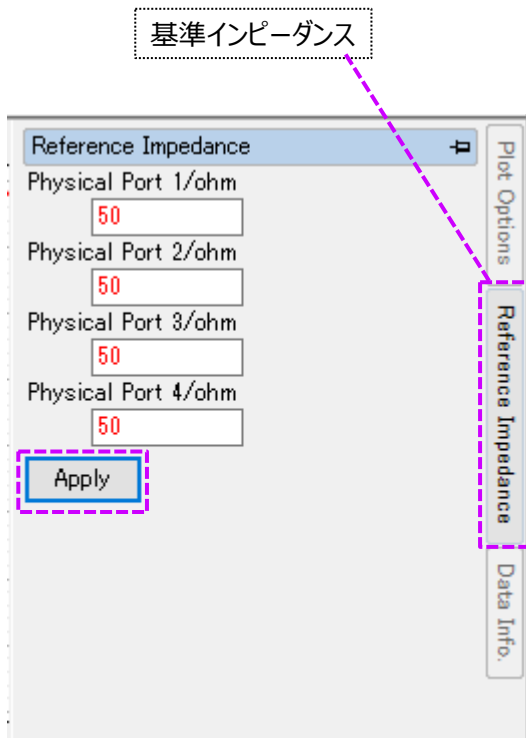 基準インピーダンス
Reference Impedance
Physical Port 1/ohm
50
Physical Port 2/ohm
50
Physical Port 3/ohm
50
Physical Port 4/ohm
50
Apply
Plot Options
Reference Impedance
Data Info.